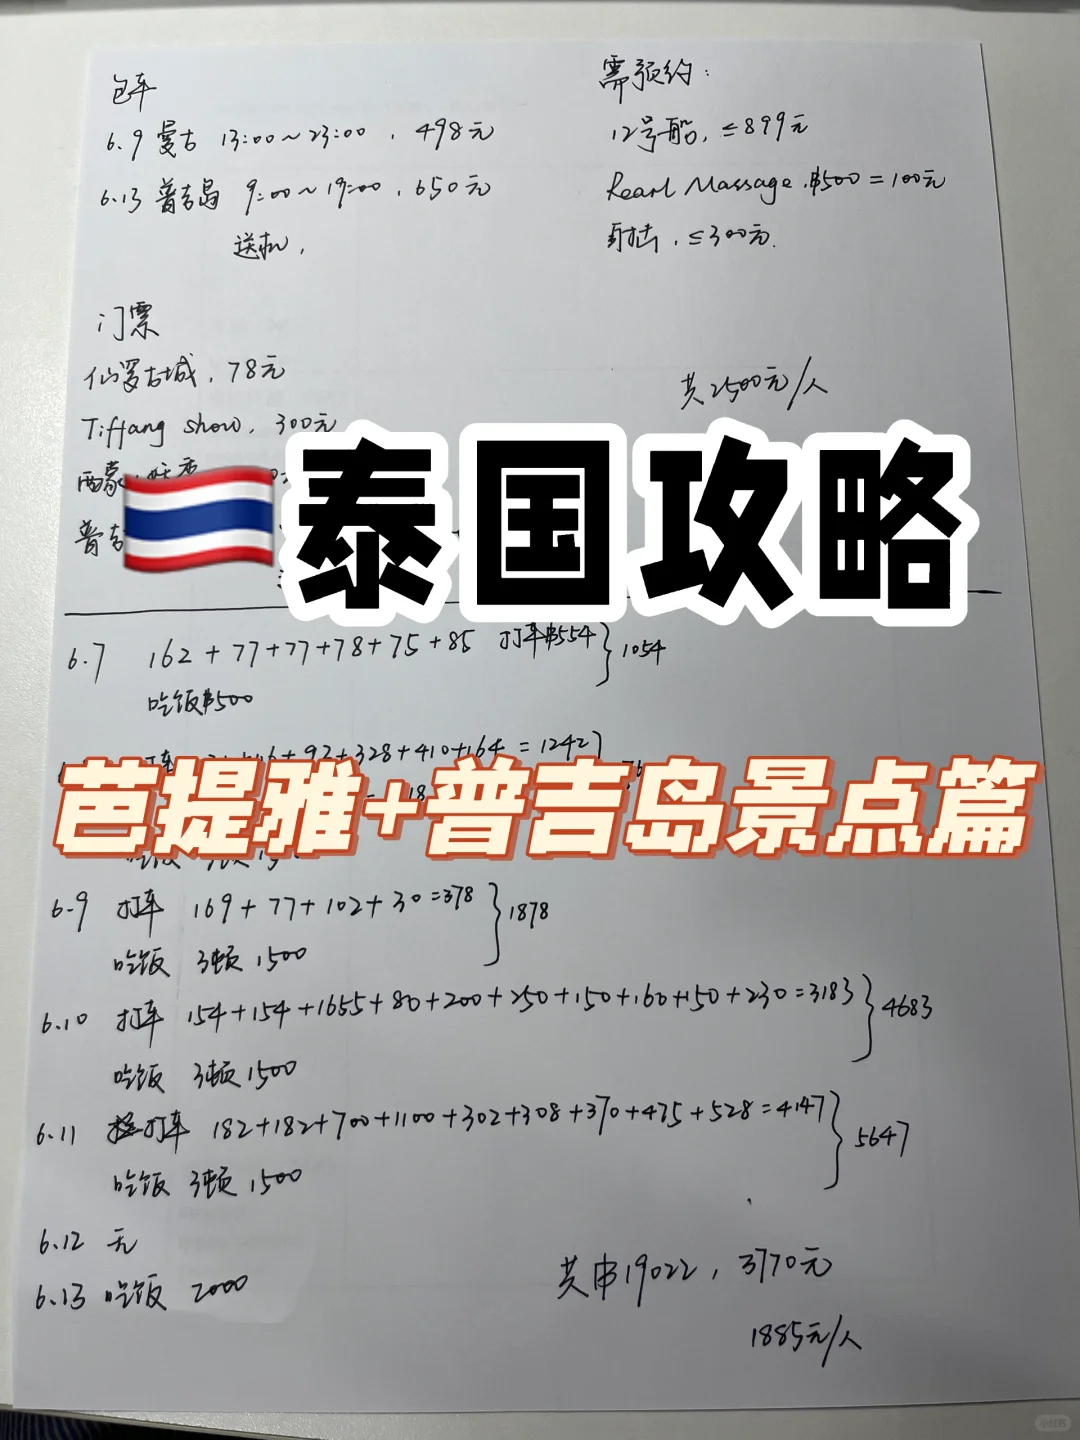 包车
6.9 曼古 13:00~23:00，498元
6.13 普吉岛 9:00~19:00，650元
送机，
需预约：
12号船，≤899元
Pearl Massage，฿500=100元
射击，≤300元.
门票
仙罗古城，78元
Tiffang show，300元
西蒙
普吉
共2500元/人
🇹🇭泰国攻略
6.7 162+77+77+78+75+85 打车฿554
吃饭฿500
1054
92+328+410+164=1242
芭提雅+普吉岛景点篇
6.9 打车 169+77+102+30=378
吃饭 3顿 1500
1878
6.10 打车 154+154+1655+80+200+250+150+160+150+230=3183
吃饭 3顿 1500
4683
6.11 打车 182+182+700+1100+302+308+370+475+528=4147
吃饭 3顿 1500
5647
6.12 无
6.13 吃饭 2000
共฿19022，3770元
1885元/人
小红书